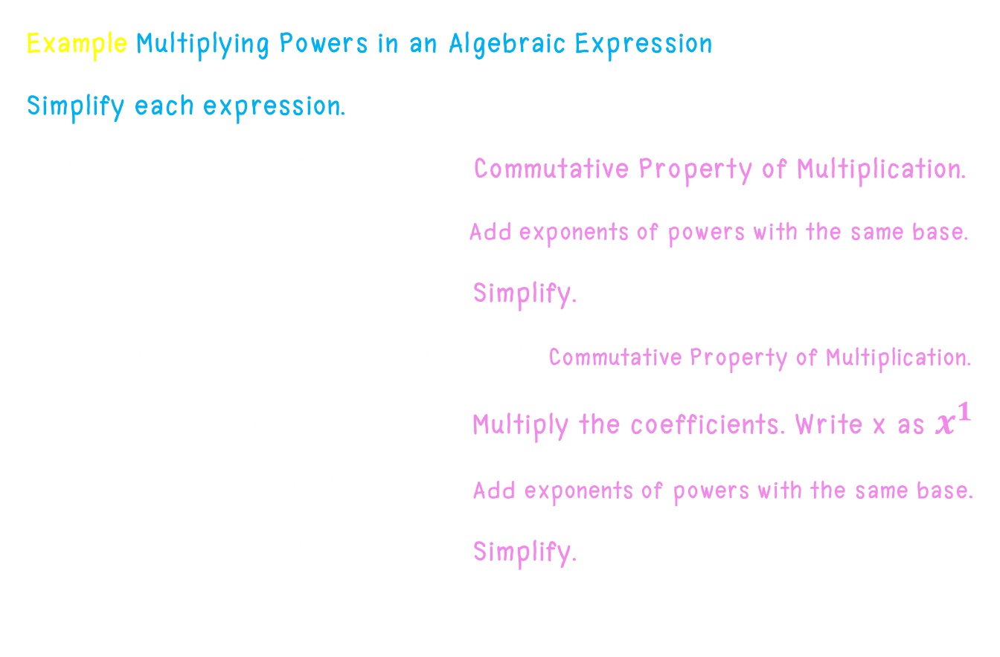 Example Multiplying Powers in an Algebraic Expression
Simplify each expression.
Commutative Property of Multiplication.
Add exponents of powers with the same base.
Simplify.
Commutative Property of Multiplication.
Multiply the coefficients. Write x as x¹
Add exponents of powers with the same base.
Simplify.